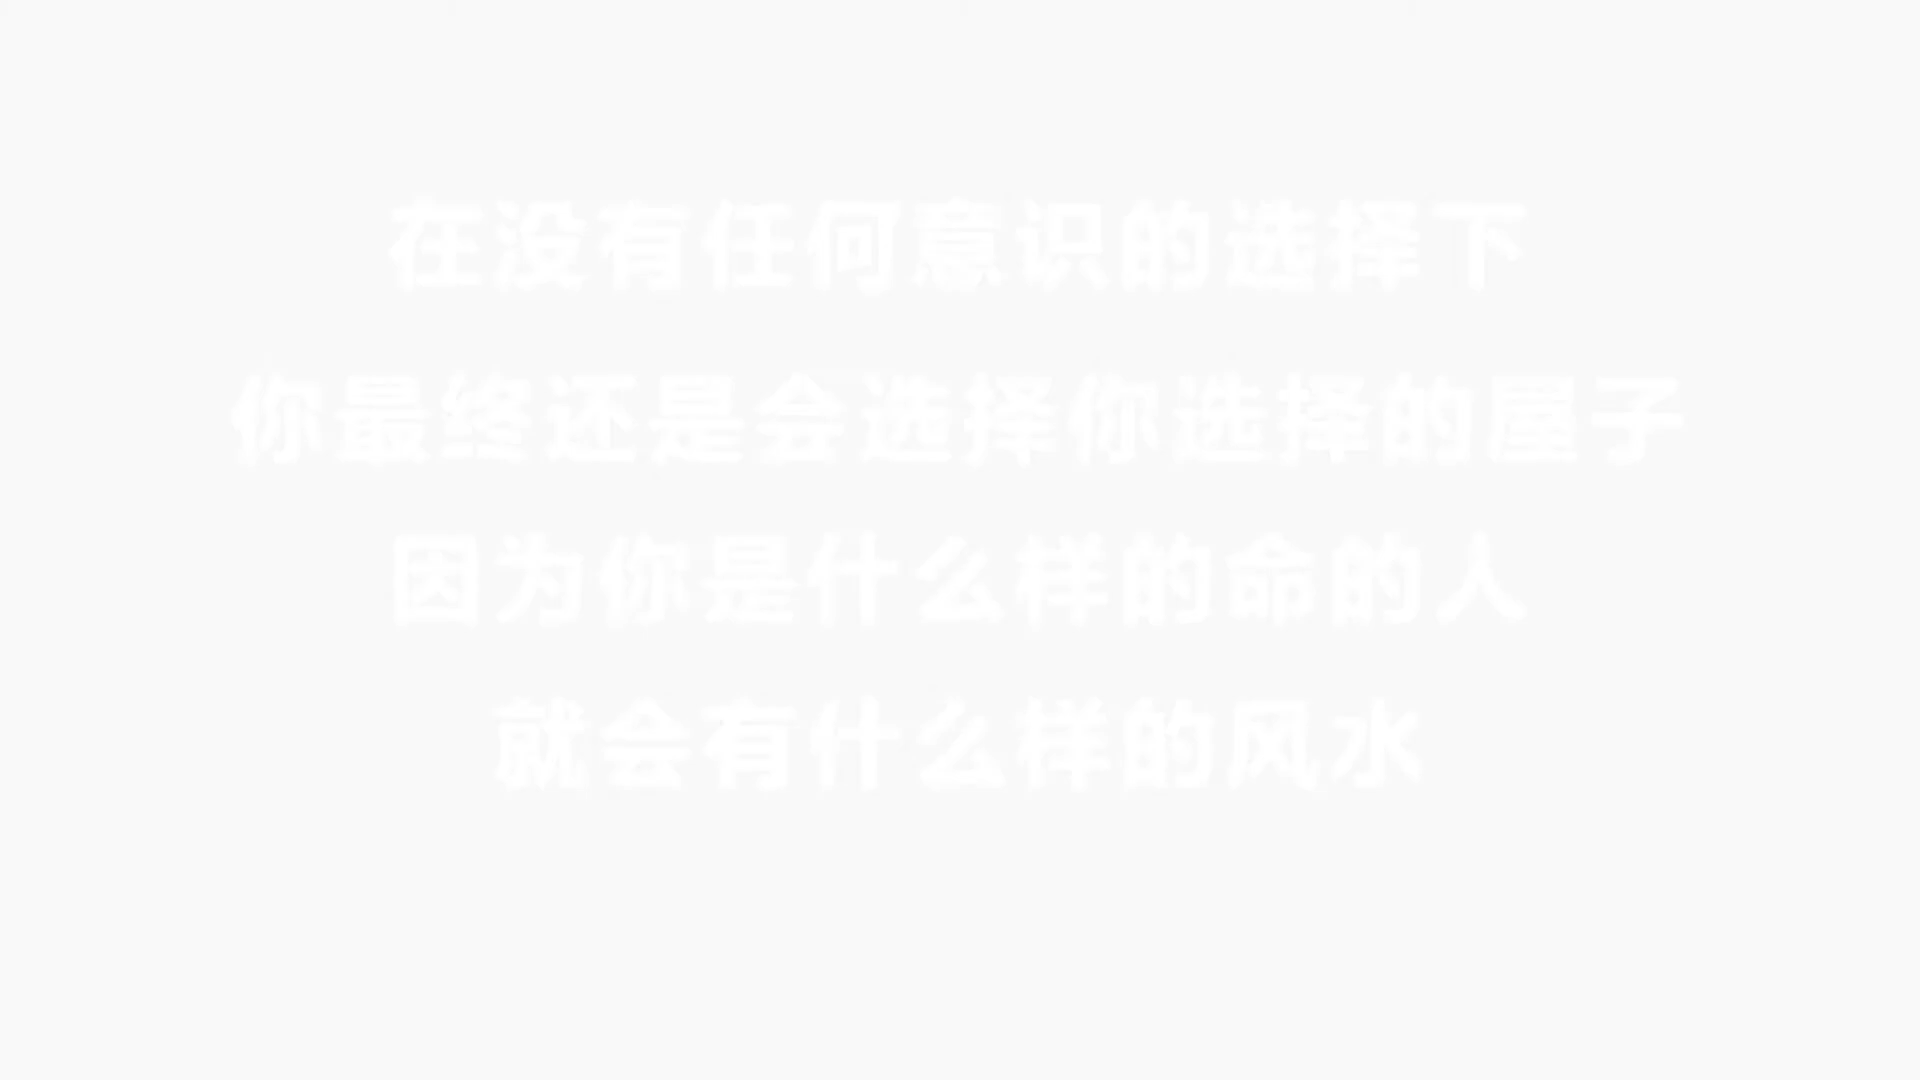 在没有任何意识的选择下
你最终还是会选择你选择的屋子
因为你是什么样的命的人
就会有什么样的风水